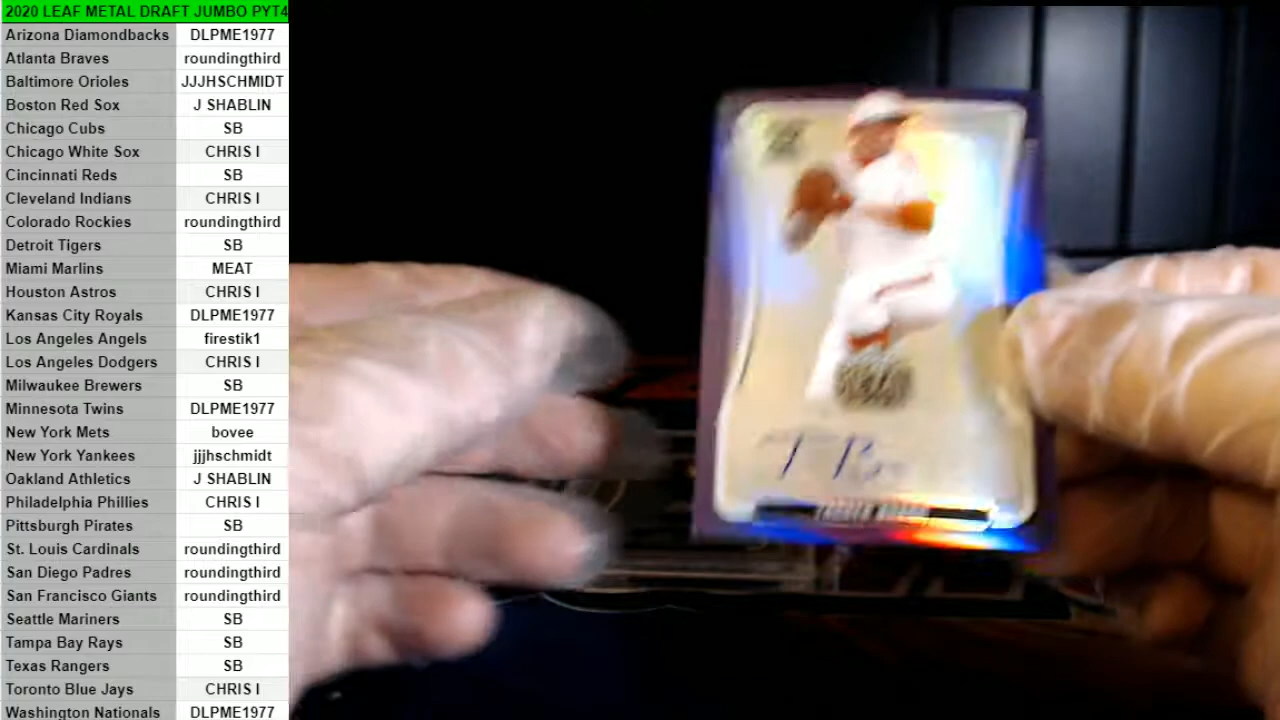 2020 LEAF METAL DRAFT JUMBO PYT4
Arizona Diamondbacks DLPME1977
Atlanta Braves roundingthird
Baltimore Orioles JJJHSCHMIDT
Boston Red Sox J SHABLIN
Chicago Cubs SB
Chicago White Sox CHRIS I
Cincinnati Reds SB
Cleveland Indians CHRIS I
Colorado Rockies roundingthird
Detroit Tigers SB
Miami Marlins MEAT
Houston Astros CHRIS I
Kansas City Royals DLPME1977
Los Angeles Angels firestik1
Los Angeles Dodgers CHRIS I
Milwaukee Brewers SB
Minnesota Twins DLPME1977
New York Mets bovee
New York Yankees jjjhschmidt
Oakland Athletics J SHABLIN
Philadelphia Phillies CHRIS I
Pittsburgh Pirates SB
St. Louis Cardinals roundingthird
San Diego Padres roundingthird
San Francisco Giants roundingthird
Seattle Mariners SB
Tampa Bay Rays SB
Texas Rangers SB
Toronto Blue Jays CHRIS I
Washington Nationals DLPME1977